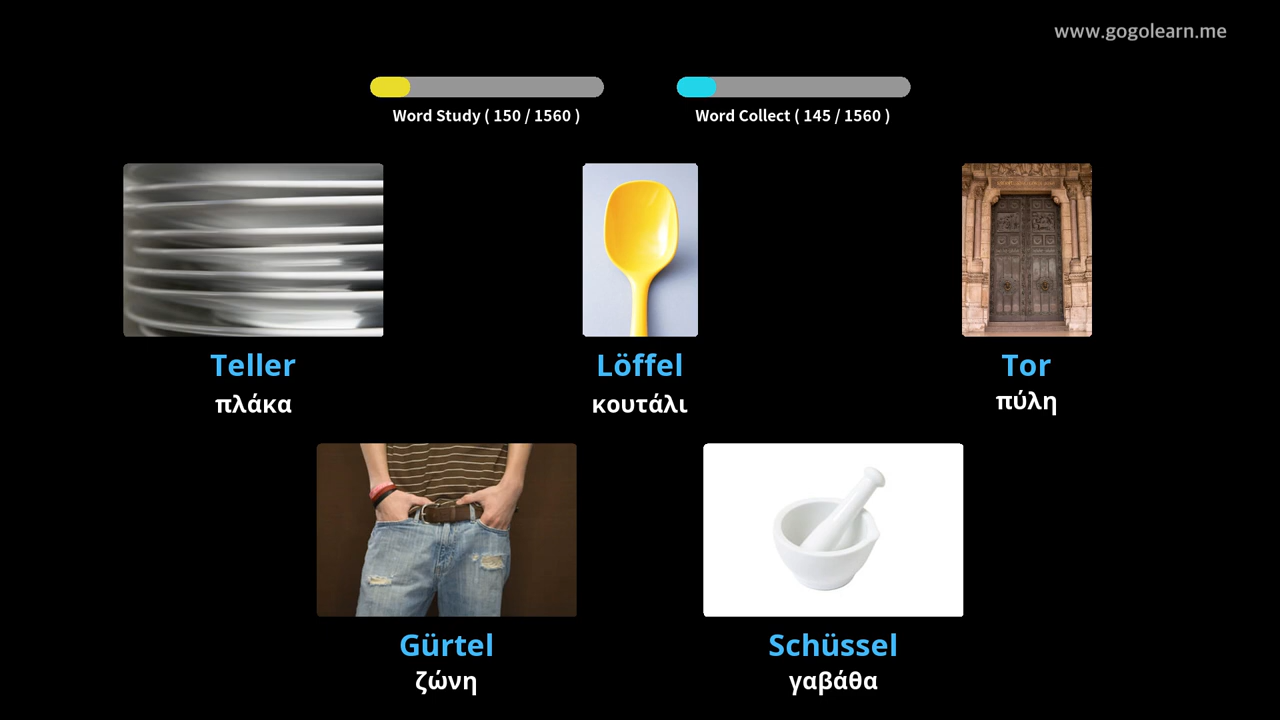 www.gogolearn.me
Word Study ( 150 / 1560 )
Word Collect ( 145 / 1560 )
Teller
πλάκα
Löffel
κουτάλι
Tor
πύλη
Gürtel
ζώνη
Schüssel
γαβάθα